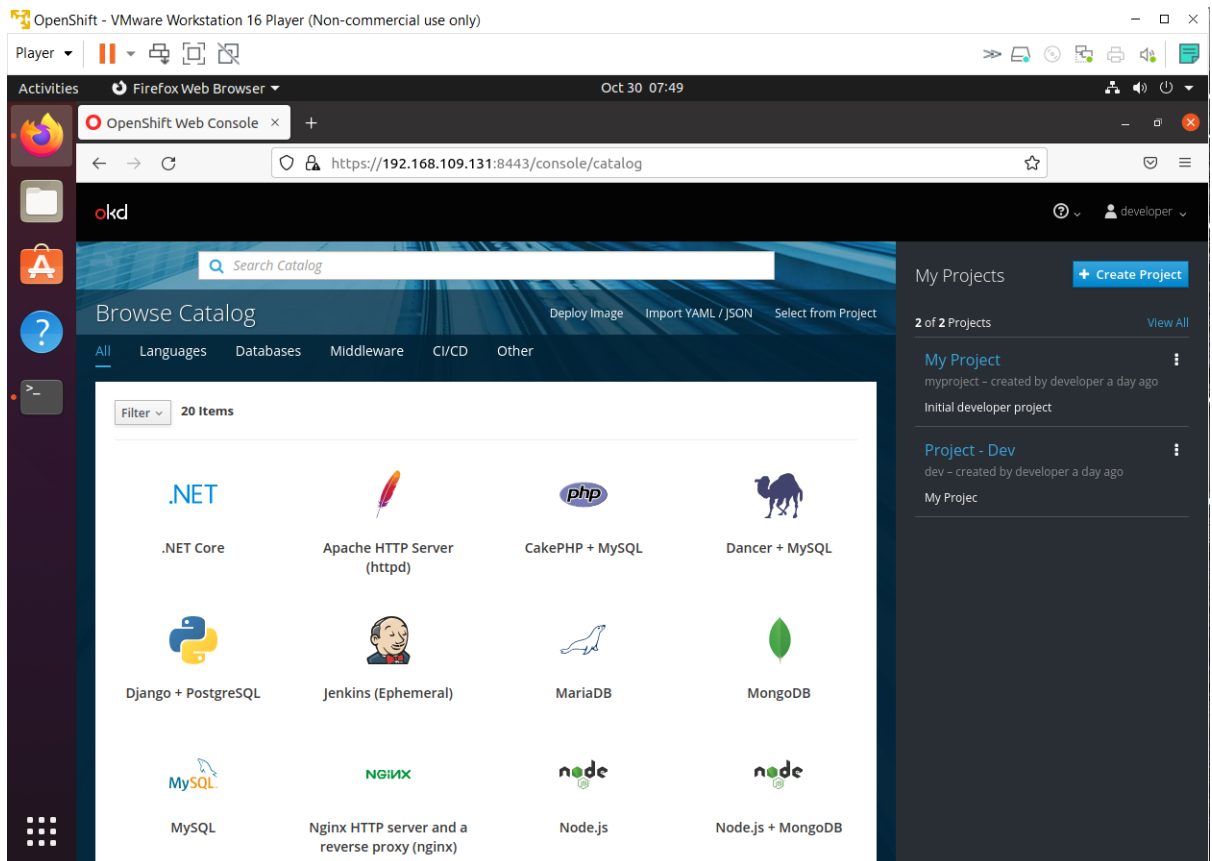 OpenShift - VMware Workstation 16 Player (Non-commercial use only)
Player
Activities
Firefox Web Browser
Oct 30 07:49
OpenShift Web Console
https://192.168.109.131:8443/console/catalog
okd
developer
Search Catalog
My Projects
Create Project
Browse Catalog
Deploy Image
Import YAML / JSON
Select from Project
2 of 2 Projects
View All
All
Languages
Databases
Middleware
CI/CD
Other
My Project
myproject – created by developer a day ago
Initial developer project
Project - Dev
dev – created by developer a day ago
My Projec
Filter
20 Items
.NET
php
.NET Core
Apache HTTP Server
(httpd)
CakePHP + MySQL
Dancer + MySQL
Django + PostgreSQL
Jenkins (Ephemeral)
MariaDB
MongoDB
MySQL
NGINX
node
node
MySQL
Nginx HTTP server and a
reverse proxy (nginx)
Node.js
Node.js + MongoDB